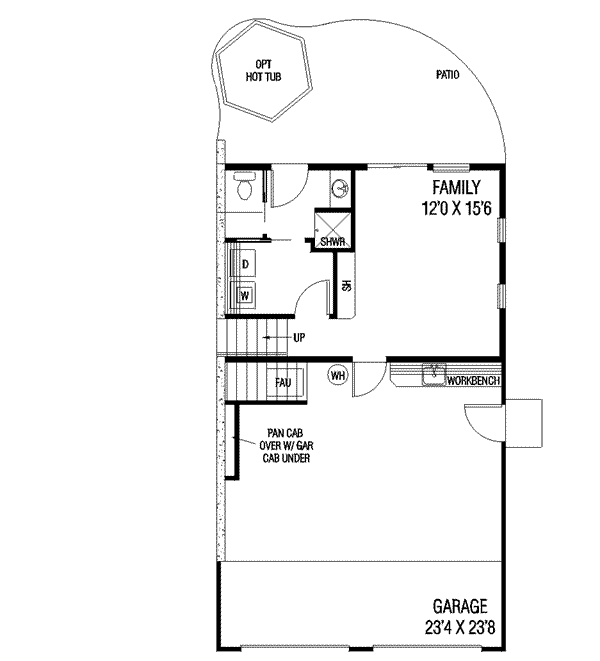 OPT
HOT TUB
PATIO
FAMILY
12'0 X 15'6
SHWR
D
SH
W
UP
WH
FAU
WORKBENCH
PAN CAB
OVER W/ GAR
CAB UNDER
GARAGE
23'4 X 23'8